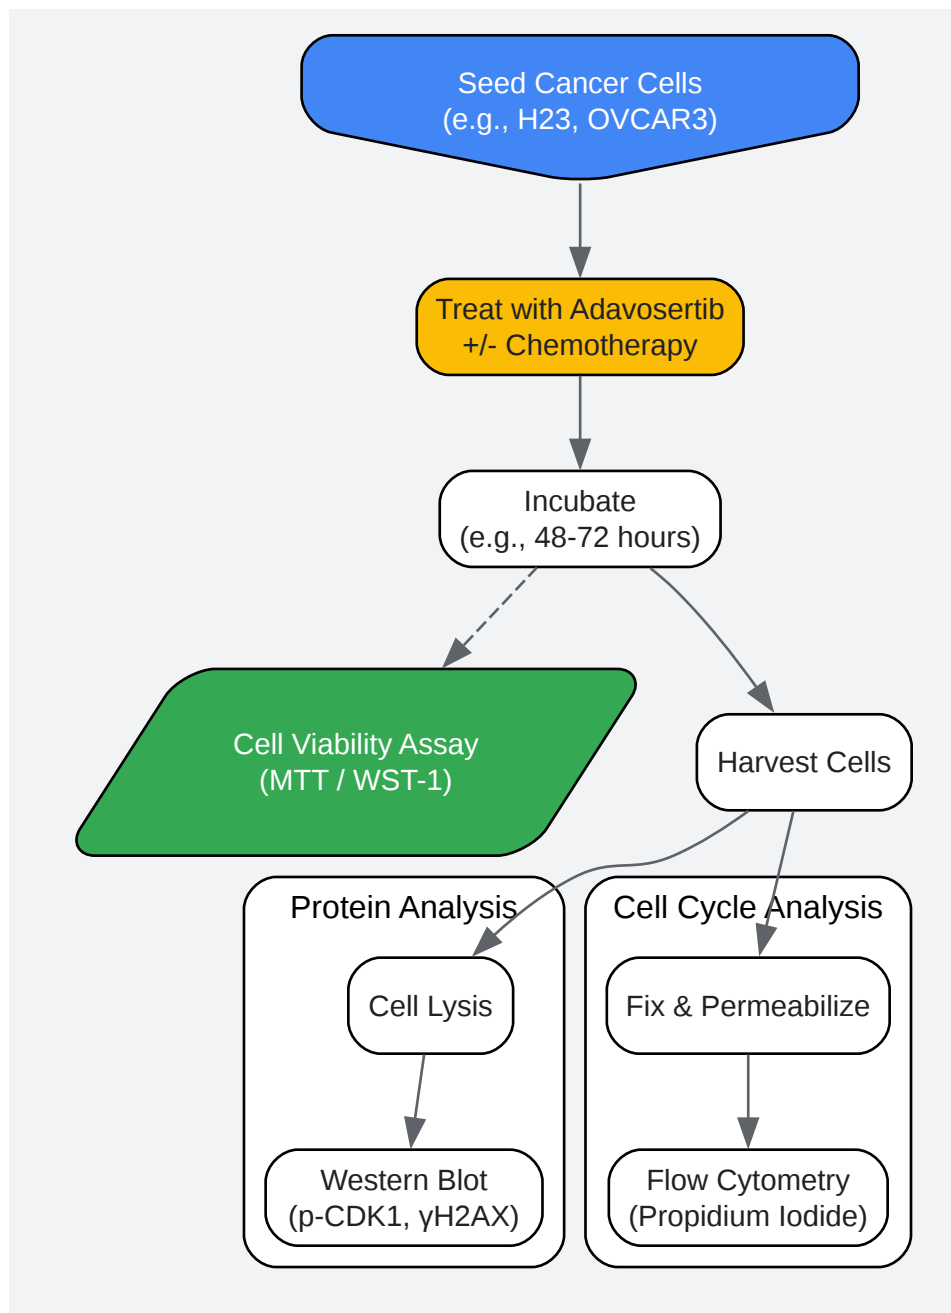 Seed Cancer Cells
(e.g., H23, OVCAR3)
Treat with Adavosertib
+/- Chemotherapy
Incubate
(e.g., 48-72 hours)
Cell Viability Assay
(MTT / WST-1)
Harvest Cells
Protein Analysis
Cell Lysis
Western Blot
(p-CDK1, γH2AX)
Cell Cycle Analysis
Fix & Permeabilize
Flow Cytometry
(Propidium Iodide)